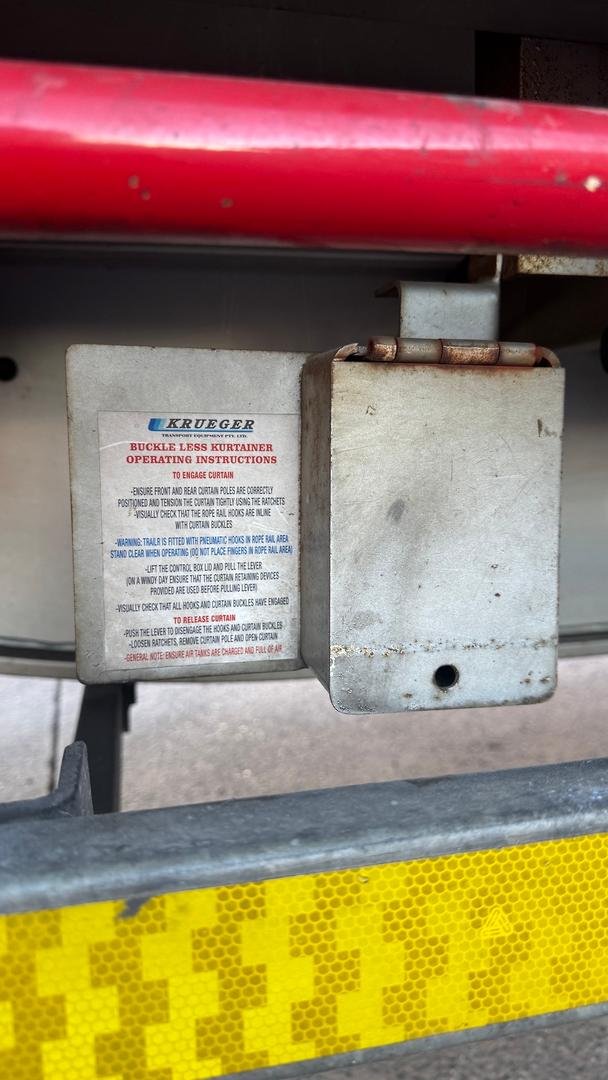 KRUEGER
TRANSPORT EQUIPMENT PTY. LTD.
BUCKLE LESS KURTAINER
OPERATING INSTRUCTIONS
TO ENGAGE CURTAIN
-ENSURE FRONT AND REAR CURTAIN POLES ARE CORRECTLY
POSITIONED AND TENSION THE CURTAIN TIGHTLY USING THE RATCHETS
-VISUALLY CHECK THAT THE ROPE RAIL HOOKS ARE INLINE
WITH CURTAIN BUCKLES
-WARNING: TRAILR IS FITTED WITH PNEUMATIC HOOKS IN ROPE RAIL AREA
STAND CLEAR WHEN OPERATING (DO NOT PLACE FINGERS IN ROPE RAIL AREA)
-LIFT THE CONTROL BOX LID AND PULL THE LEVER
(ON A WINDY DAY ENSURE THAT THE CURTAIN RETAINING DEVICES
PROVIDED ARE USED BEFORE PULLING LEVER)
-VISUALLY CHECK THAT ALL HOOKS AND CURTAIN BUCKLES HAVE ENGAGED
TO RELEASE CURTAIN
-PUSH THE LEVER TO DISENGAGE THE HOOKS AND CURTAIN BUCKLES
-LOOSEN RATCHETS, REMOVE CURTAIN POLE AND OPEN CURTAIN
-GENERAL NOTE: ENSURE AIR TANKS ARE CHARGED AND FULL OF AIR